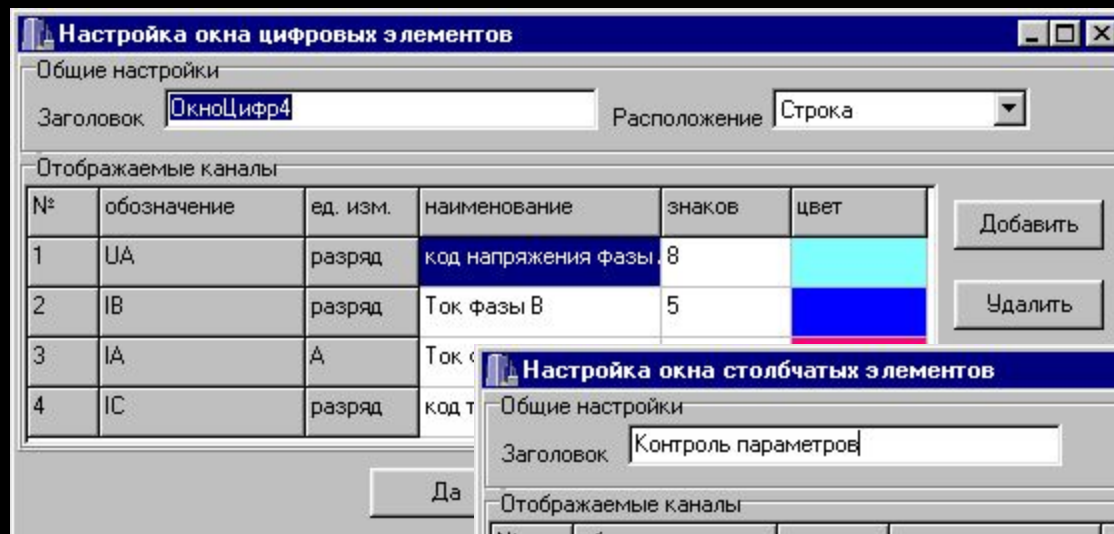 Настройка окна цифровых элементов
Общие настройки
Заголовок ОкноЦифр4 Расположение Строка
Отображаемые каналы
№ обозначение ед. изм. наименование знаков цвет
Добавить
1 UA разряд код напряжения фазы 8
2 IB разряд Ток фазы В 5
Удалить
3 IA А Ток
4 IC разряд код
Да
Настройка окна столбчатых элементов
Общие настройки
Заголовок Контроль параметров
Отображаемые каналы